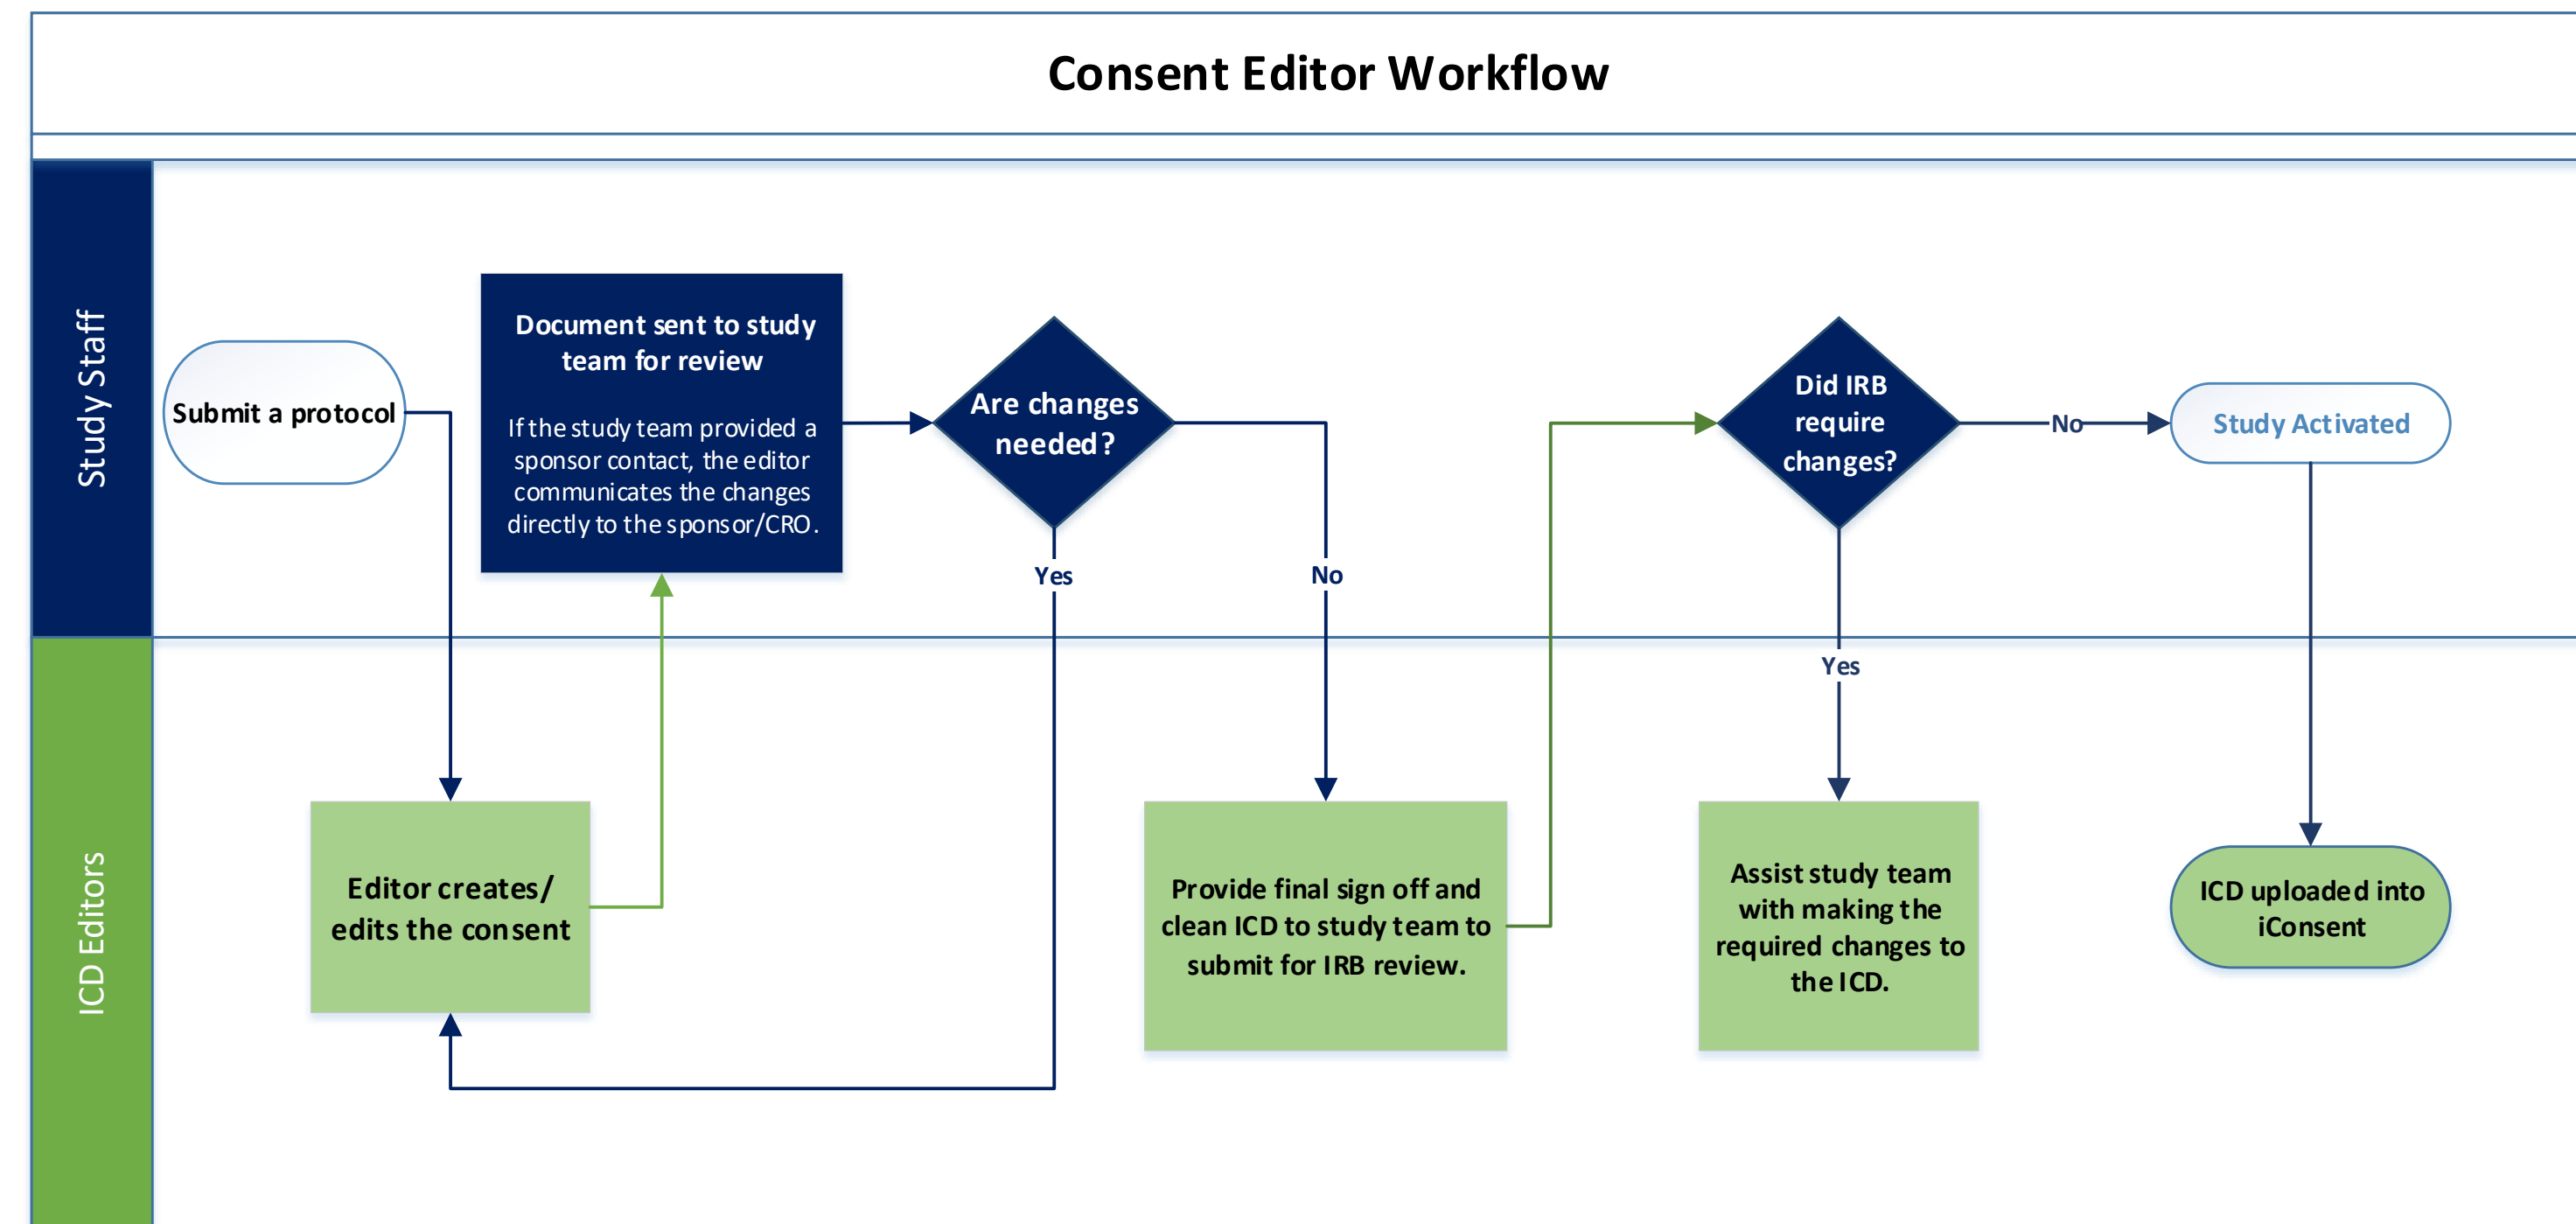 Consent Editor Workflow
Study Staff
Submit a protocol
Document sent to study
team for review
If the study team provided a
sponsor contact, the editor
communicates the changes
directly to the sponsor/CRO.
Are changes
needed?
Yes
No
Did IRB
require
changes?
No
Study Activated
Yes
ICD Editors
Editor creates/
edits the consent
Provide final sign off and
clean ICD to study team to
submit for IRB review.
Assist study team
with making the
required changes to
the ICD.
ICD uploaded into
iConsent